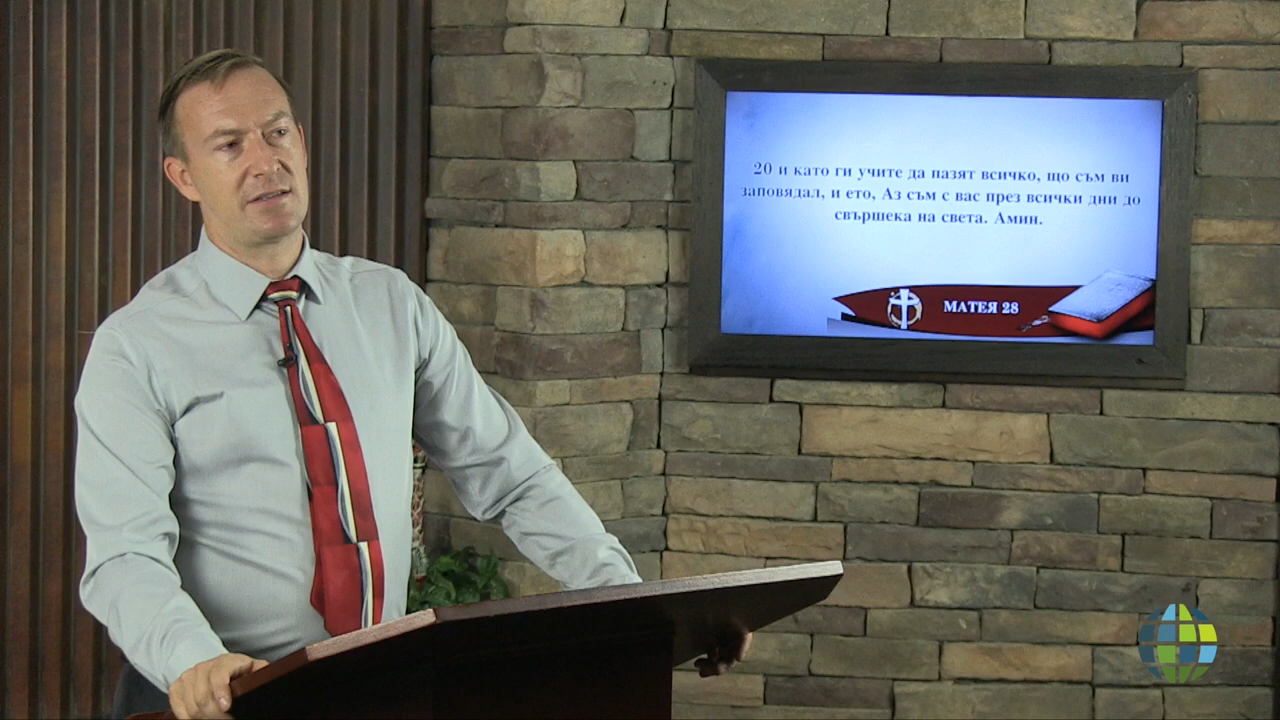 20 и като ги учите да пазят всичко, що съм ви
заповядал, и ето, Аз съм с вас през всички дни до
свършека на света. Амин.
МАТЕЯ 28